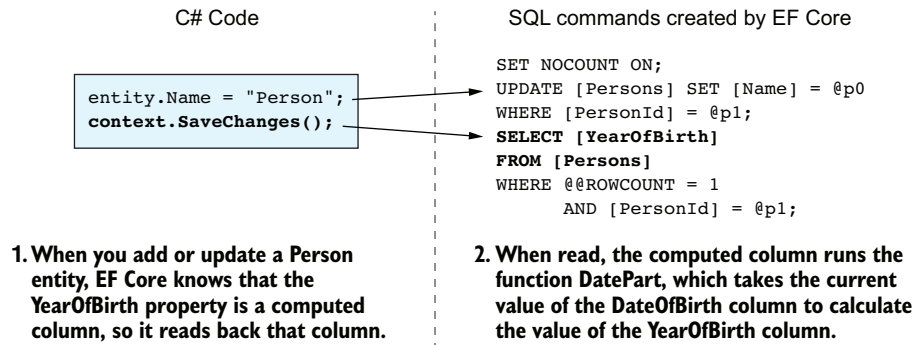 C# Code
entity.Name = "Person";
context.SaveChanges();
1. When you add or update a Person
entity, EF Core knows that the
YearOfBirth property is a computed
column, so it reads back that column.
SQL commands created by EF Core
SET NOCOUNT ON;
UPDATE [Persons] SET [Name] = @p0
WHERE [PersonId] = @p1;
SELECT [YearOfBirth]
FROM [Persons]
WHERE @@ROWCOUNT = 1
AND [PersonId] = @p1;
2. When read, the computed column runs the
function DatePart, which takes the current
value of the DateOfBirth column to calculate
the value of the YearOfBirth column.